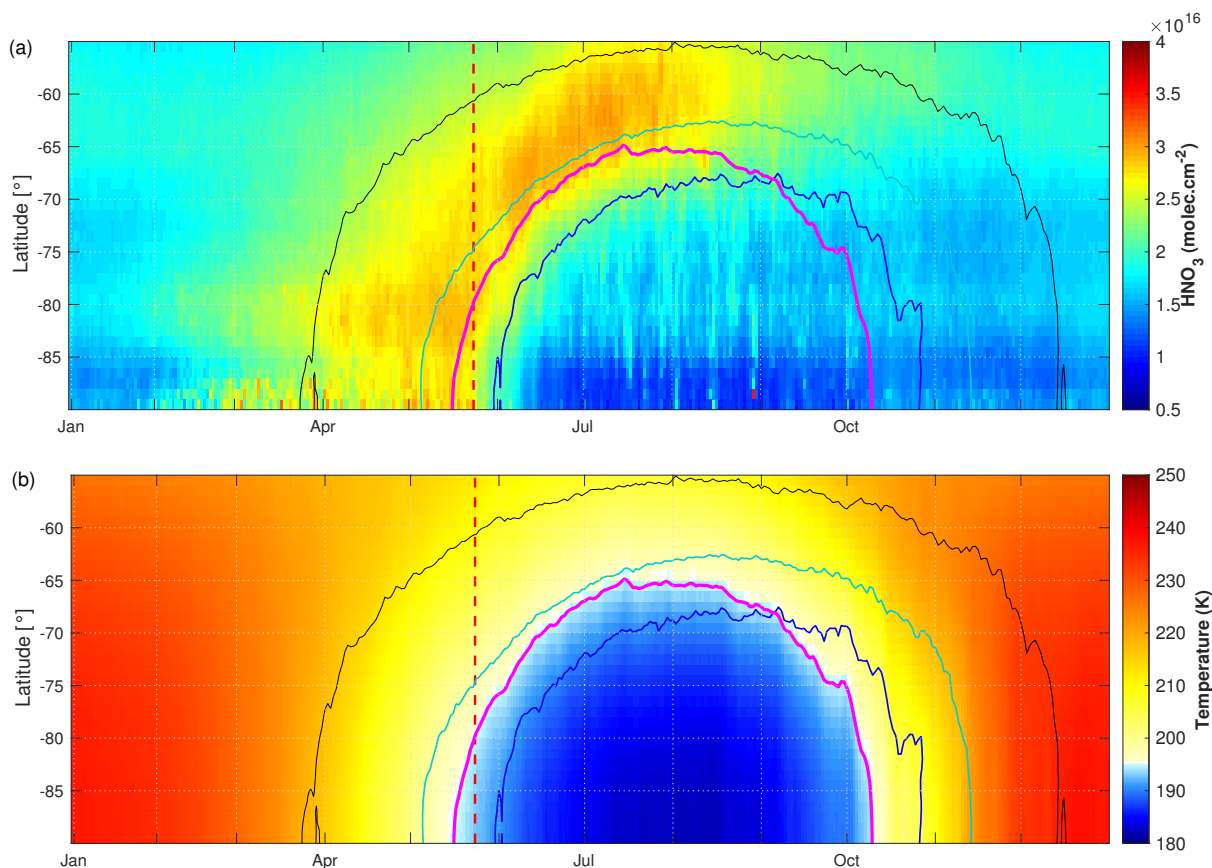 ×10^16
(a)
4
3.5
3
2.5
2
1.5
1
0.5
HNO₃ (molec.cm⁻²)
-60
-65
-70
-75
-80
-85
Latitude [°]
Jan
Apr
Jul
Oct
(b)
250
240
230
220
210
200
190
180
Temperature (K)
-60
-65
-70
-75
-80
-85
Latitude [°]
Jan
Apr
Jul
Oct